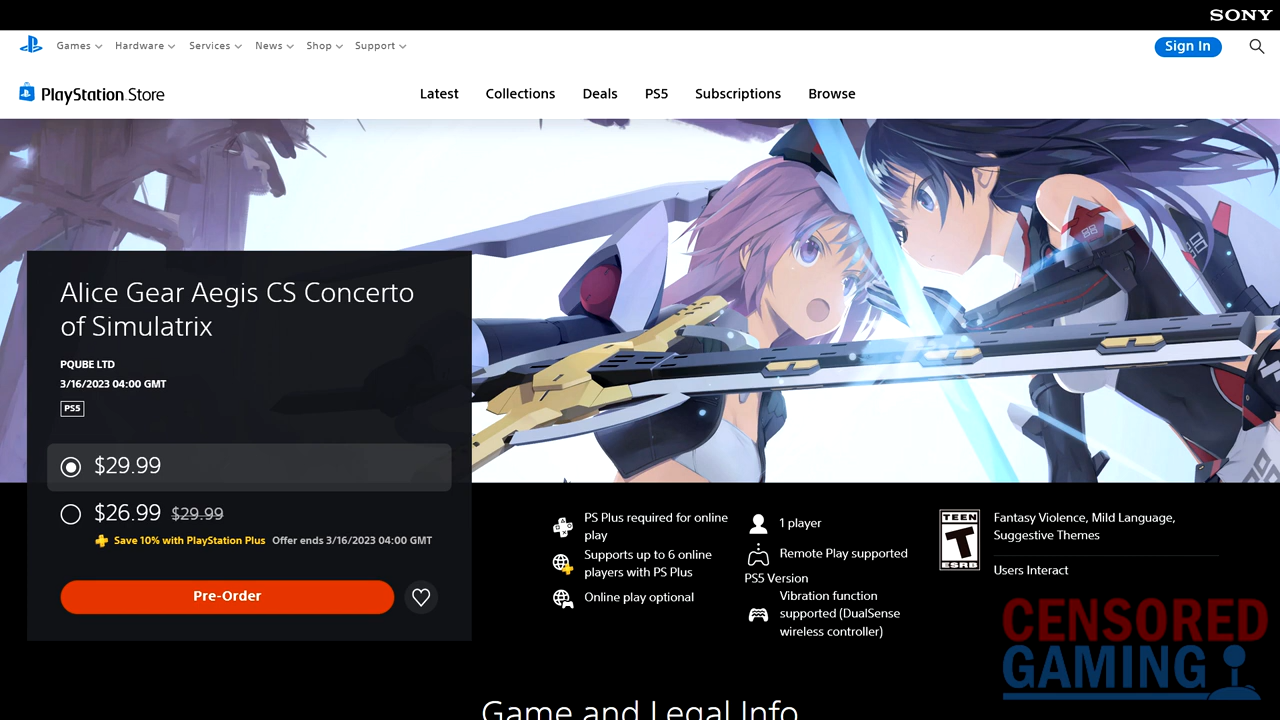 SONY
Games
Hardware
Services
News
Shop
Support
Sign In
PlayStation Store
Latest
Collections
Deals
PS5
Subscriptions
Browse
88
Alice Gear Aegis CS Concerto
of Simulatrix
PQUBE LTD
3/16/2023 04:00 GMT
PS5
$29.99
$26.99 $29.99
Save 10% with PlayStation Plus Offer ends 3/16/2023 04:00 GMT
Pre-Order
PS Plus required for online
play
Supports up to 6 online
players with PS Plus
Online play optional
1 player
Remote Play supported
PS5 Version
Vibration function
supported (DualSense
wireless controller)
TEEN
T
ESRB
Fantasy Violence, Mild Language,
Suggestive Themes
Users Interact
CENSORED
GAMING
Game and Legal Info